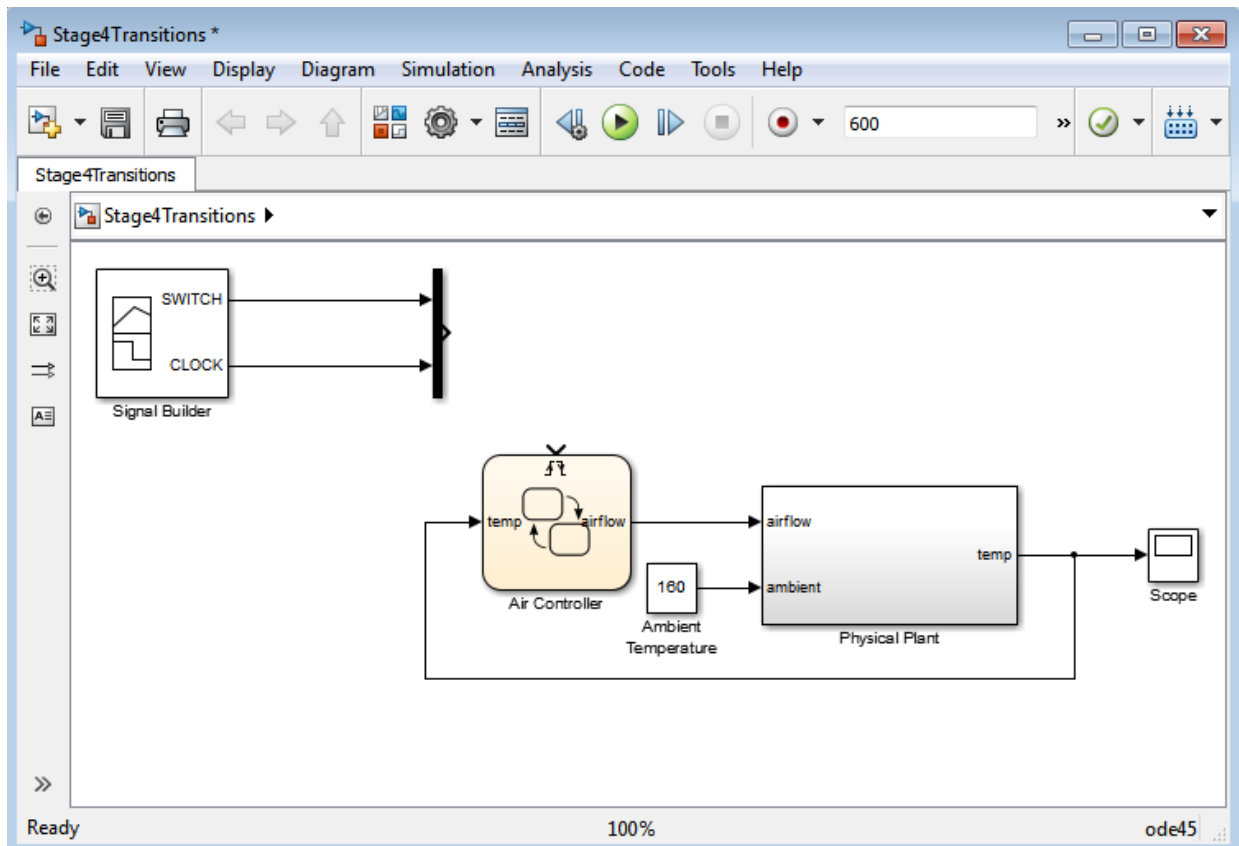 Stage4Transitions *
File Edit View Display Diagram Simulation Analysis Code Tools Help
600
»
Stage4Transitions
Stage4Transitions
SWITCH
CLOCK
Signal Builder
A
temp
airflow
Air Controller
160
Ambient
Temperature
airflow
ambient
temp
Physical Plant
Scope
»
Ready 100% ode45